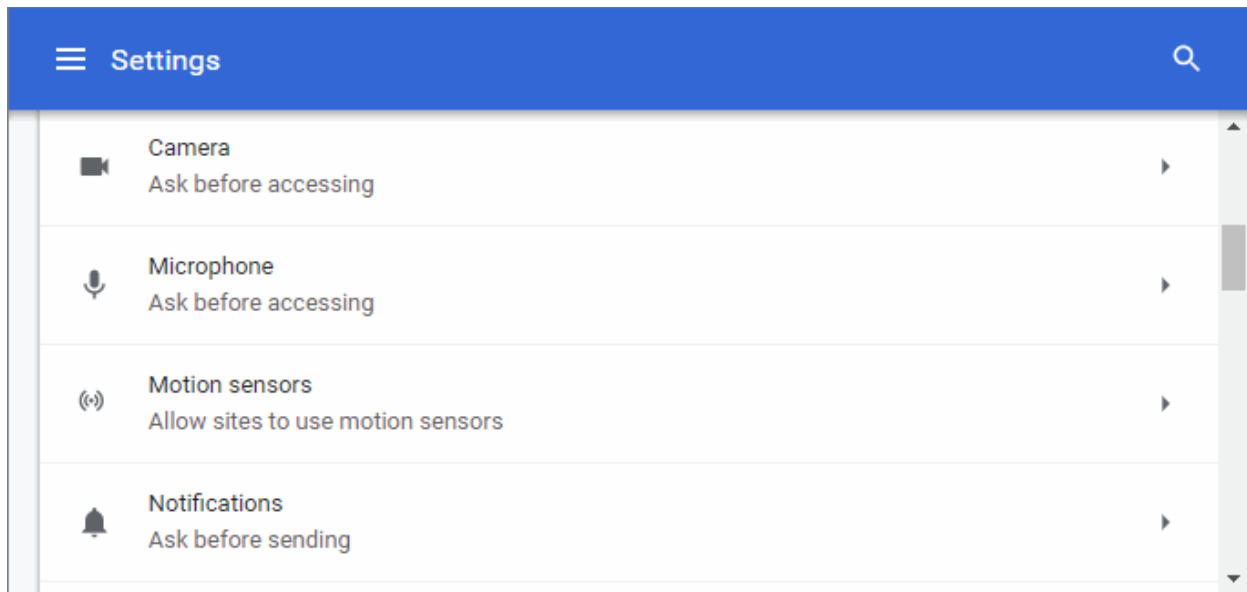 Settings
Camera
Ask before accessing
Microphone
Ask before accessing
Motion sensors
Allow sites to use motion sensors
Notifications
Ask before sending